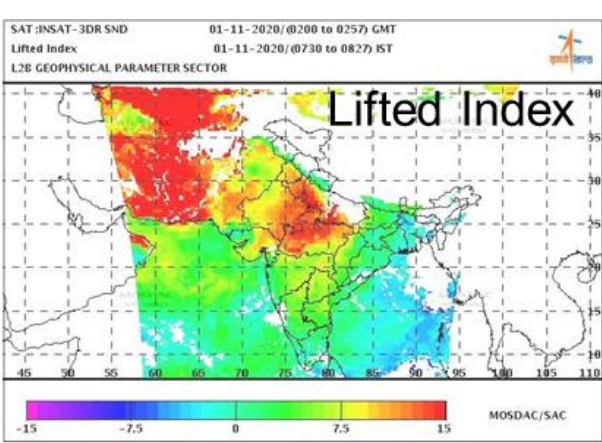 SAT :INSAT-3DR SND 01-11-2020/(0200 to 0257) GMT
Lifted Index 01-11-2020/(0730 to 0827) IST
L2B GEOPHYSICAL PARAMETER SECTOR
Lifted Index
40
35
30
25
20
15
10
45 50 55 60 65 70 75 80 85 90 95 100 105 110
-15 -7.5 0 7.5 15
MOSDAC/SAC